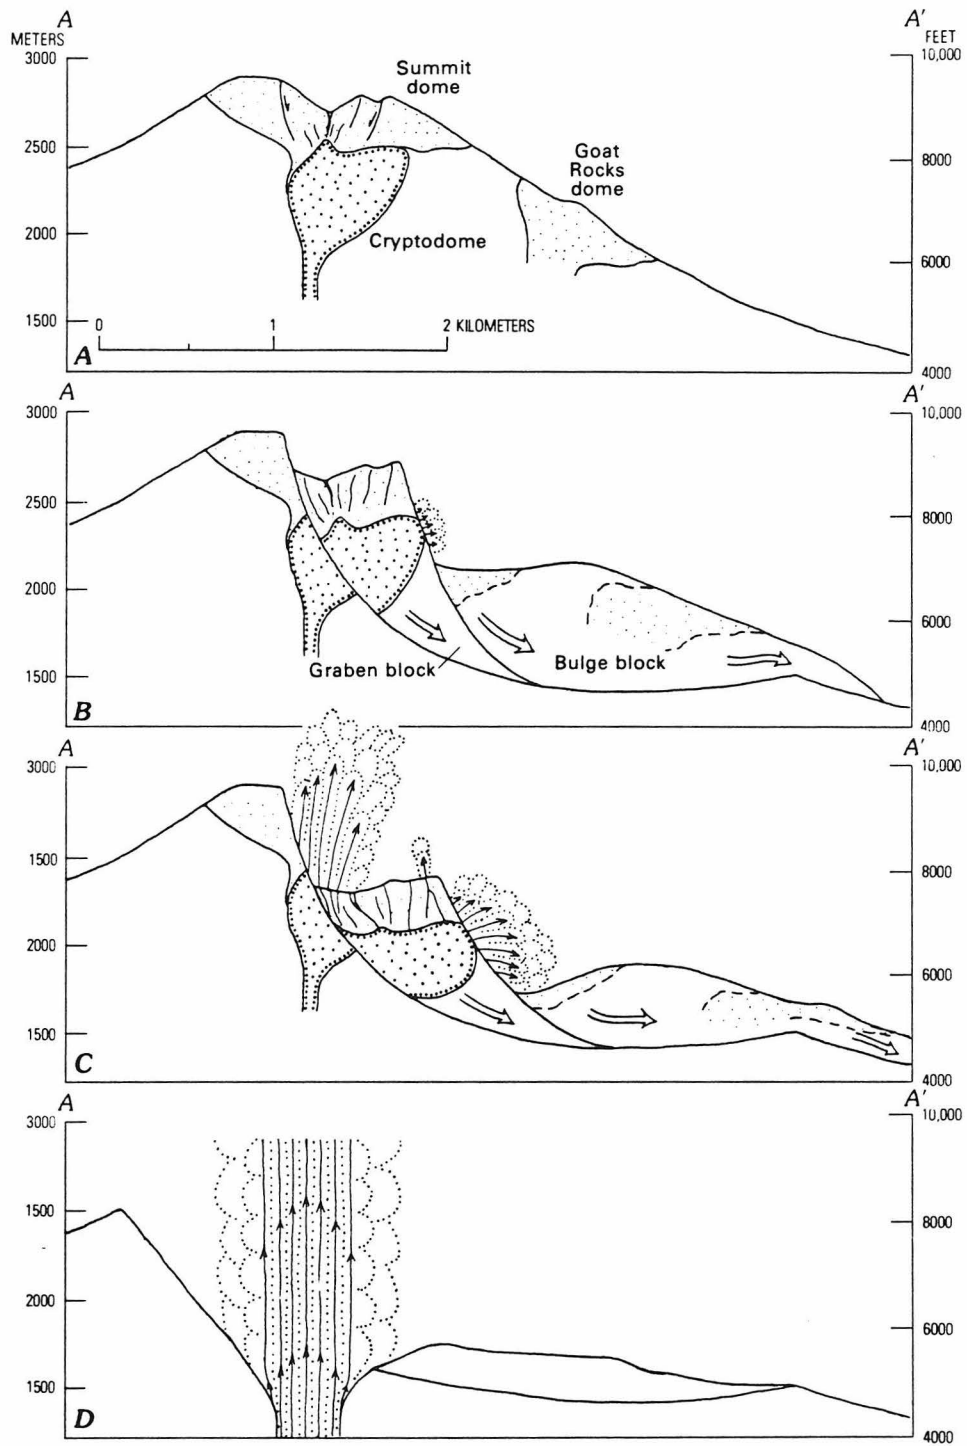 A A'
METERS FEET
3000 10,000
Summit
dome
2500 8000
Goat
Rocks
dome
2000 Cryptodome 6000
1500 0 1 2 KILOMETERS
A 4000
A A'
3000 10,000
2500 8000
2000 6000
Graben block Bulge block
1500
B 4000
A A'
3000 10,000
1500 8000
2000 6000
1500
C 4000
A A'
3000 10,000
1500 8000
2000 6000
1500
D 4000